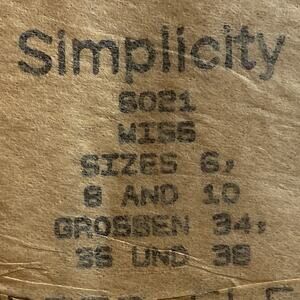 Simplicity
6021
MISS
SIZES 6,
8 AND 10
GROSSEN 34,
36 UND 38